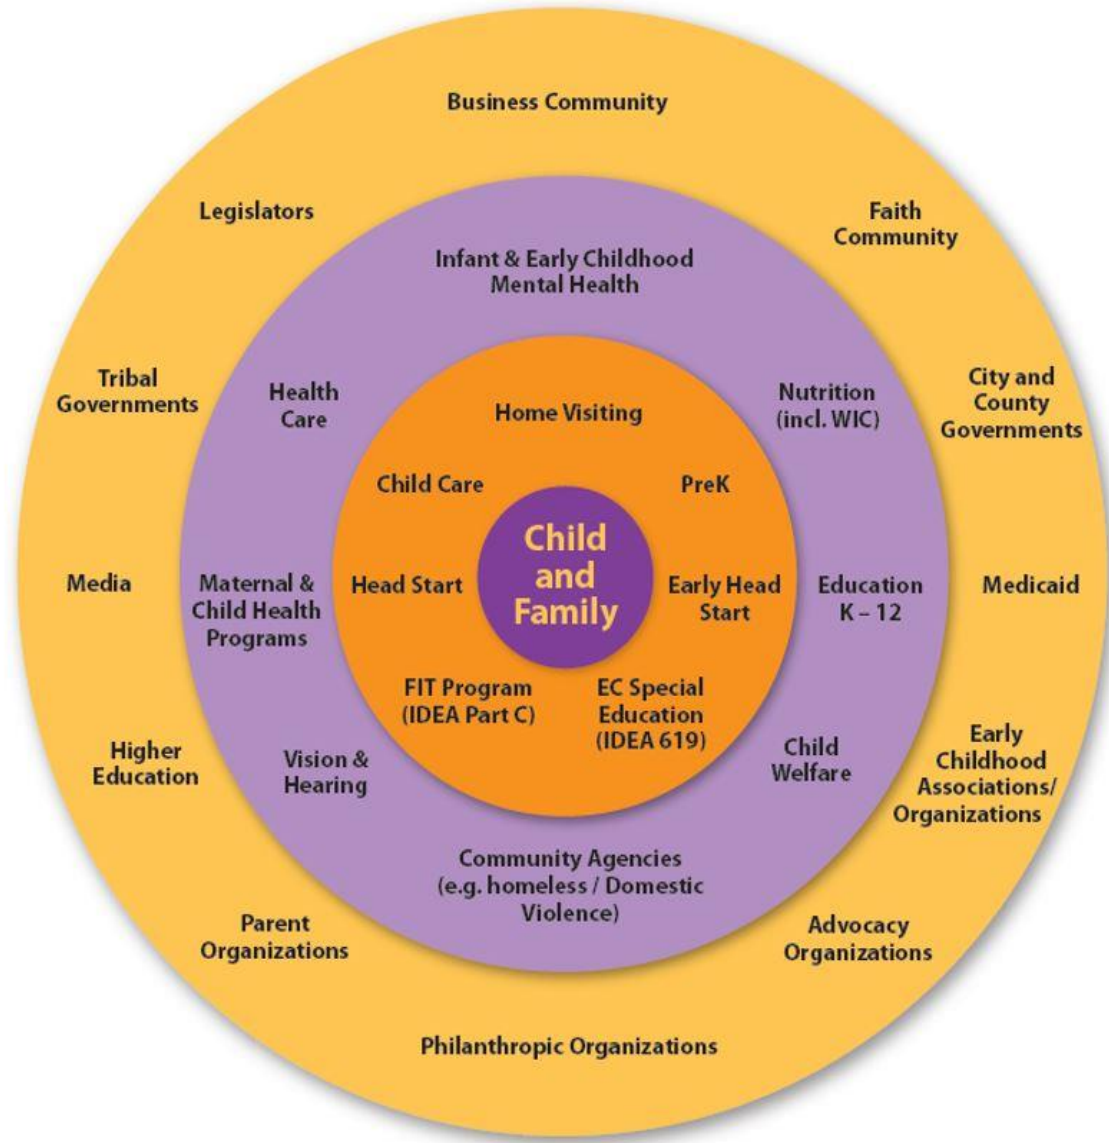 Business Community
Legislators
Faith
Community
Infant & Early Childhood
Mental Health
Tribal
Governments
Health
Care
Home Visiting
Nutrition
(incl. WIC)
City and
County
Governments
Child Care
PreK
Child
and
Family
Media
Maternal &
Child Health
Programs
Head Start
Early Head
Start
Education
K – 12
Medicaid
FIT Program
(IDEA Part C)
EC Special
Education
(IDEA 619)
Higher
Education
Vision &
Hearing
Child
Welfare
Early
Childhood
Associations/
Organizations
Community Agencies
(e.g. homeless / Domestic
Violence)
Parent
Organizations
Advocacy
Organizations
Philanthropic Organizations